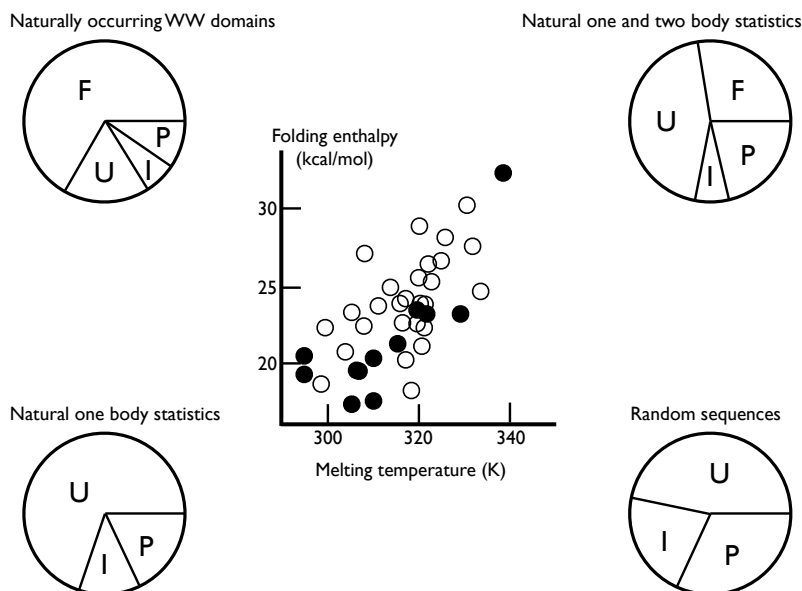 Naturally occurring WW domains
F
P
I
U
Natural one and two body statistics
U
F
P
I
Folding enthalpy
(kcal/mol)
30
25
20
300
320
340
Melting temperature (K)
Natural one body statistics
U
P
I
Random sequences
U
I
P